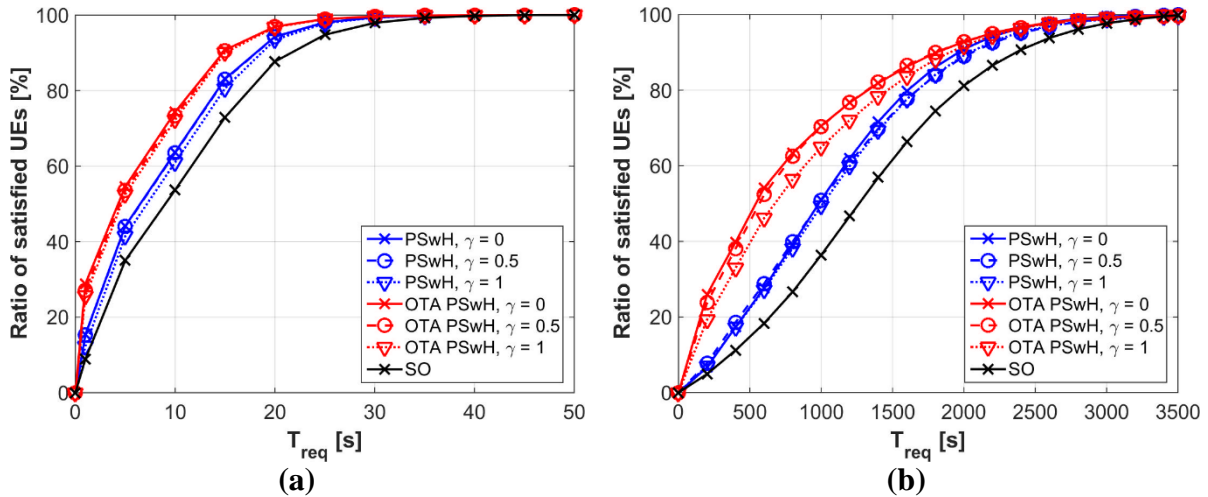 Ratio of satisfied UEs [%]
100
80
60
40
20
0
PSwH, γ = 0
PSwH, γ = 0.5
PSwH, γ = 1
OTA PSwH, γ = 0
OTA PSwH, γ = 0.5
OTA PSwH, γ = 1
SO
0 10 20 30 40 50
T_req [s]
(a)
Ratio of satisfied UEs [%]
100
80
60
40
20
0
PSwH, γ = 0
PSwH, γ = 0.5
PSwH, γ = 1
OTA PSwH, γ = 0
OTA PSwH, γ = 0.5
OTA PSwH, γ = 1
SO
0 500 1000 1500 2000 2500 3000 3500
T_req [s]
(b)